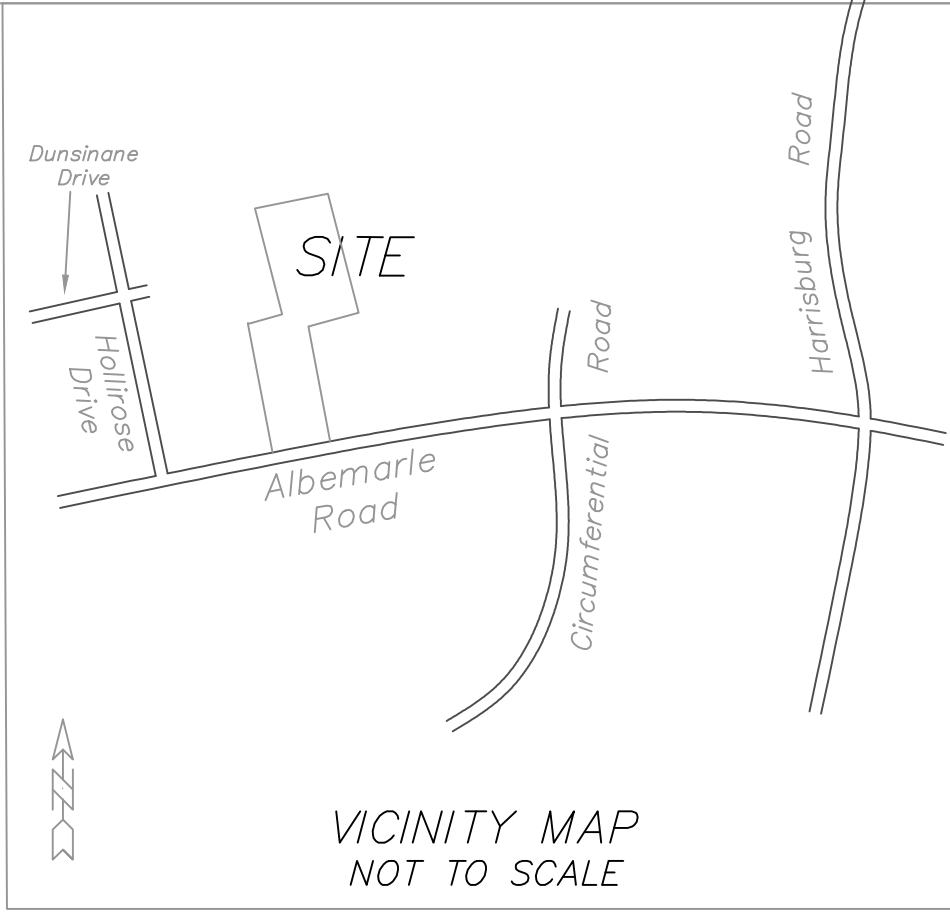 Dunsinane
Drive
SITE
Hollirose
Drive
Albemarle
Road
Circumferential Road
Harrisburg Road
N
VICINITY MAP
NOT TO SCALE